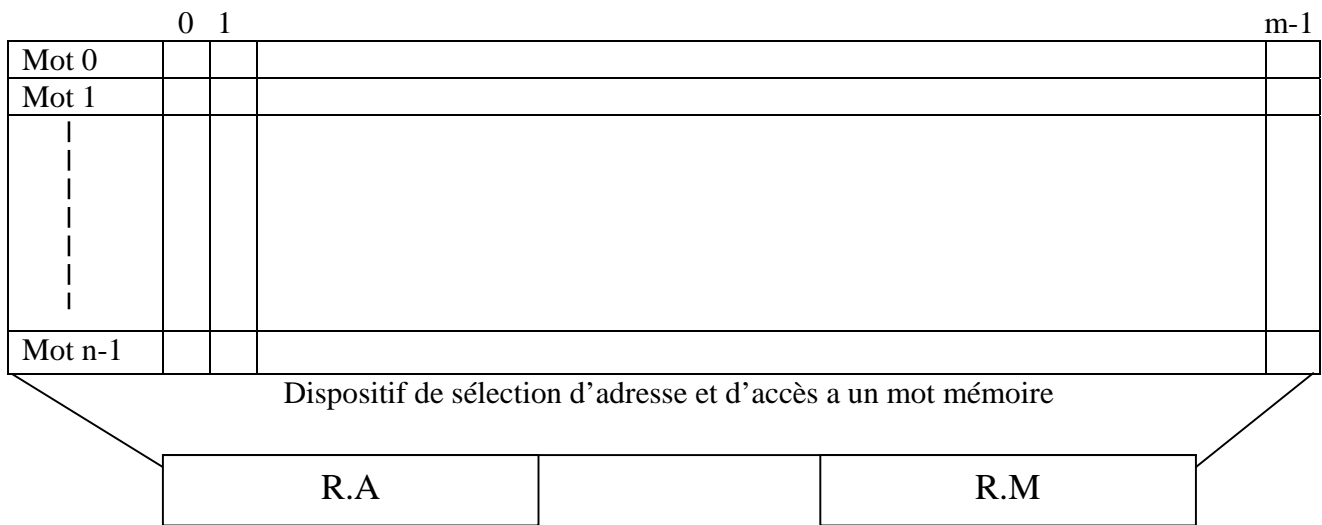 0 1 m-1
Mot 0
Mot 1
Mot n-1
Dispositif de sélection d’adresse et d’accès a un mot mémoire
R.A R.M